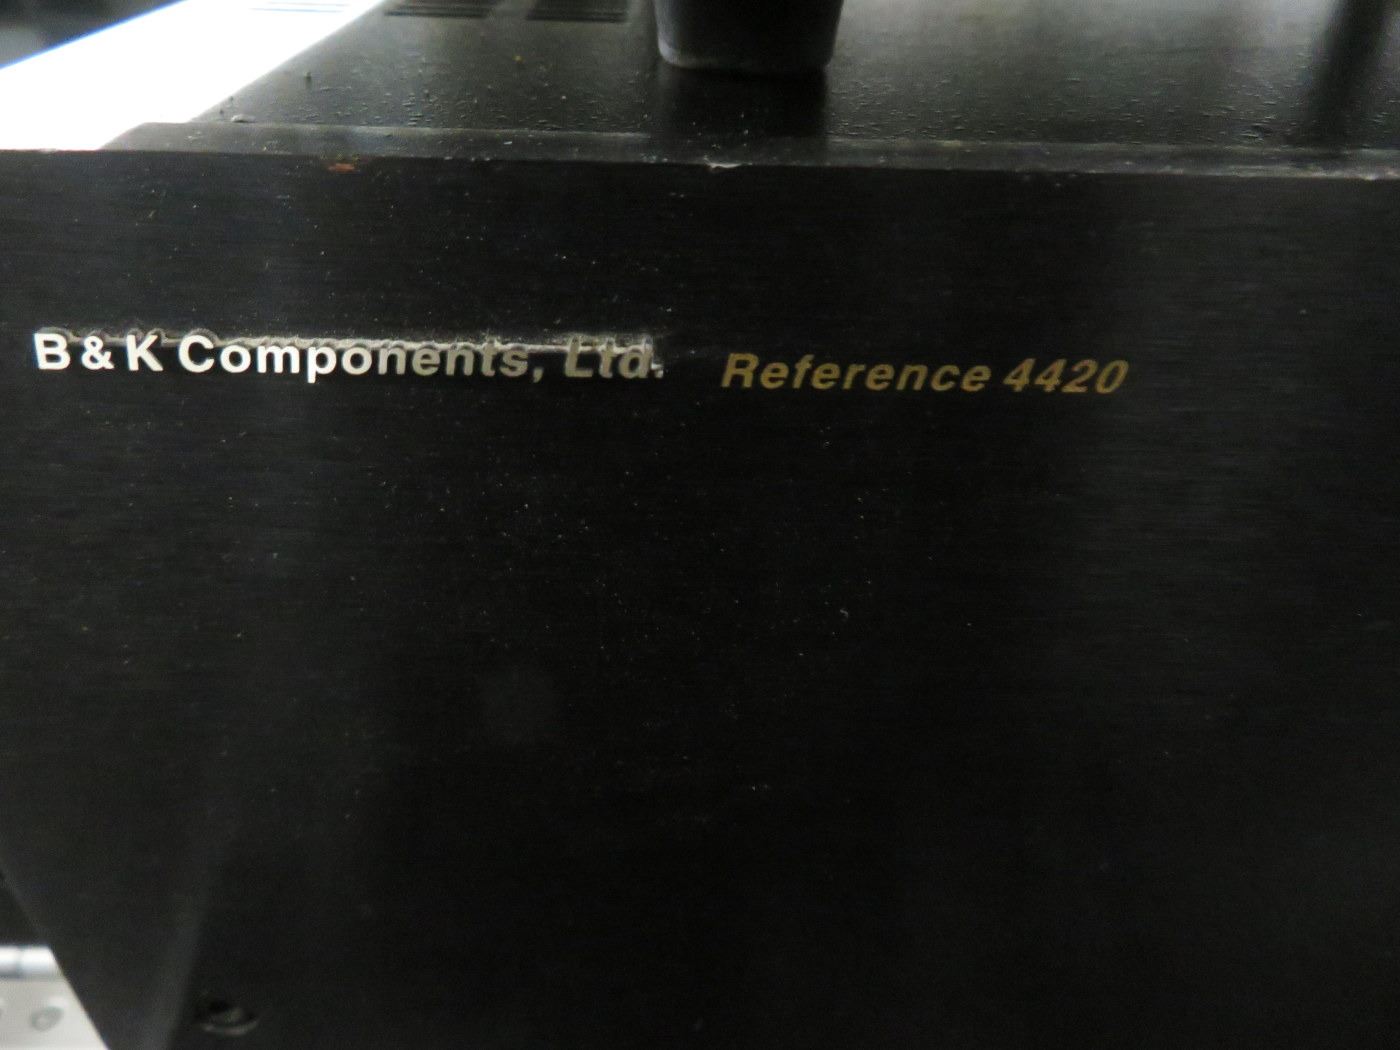 B & K Components, Ltd. Reference 4420